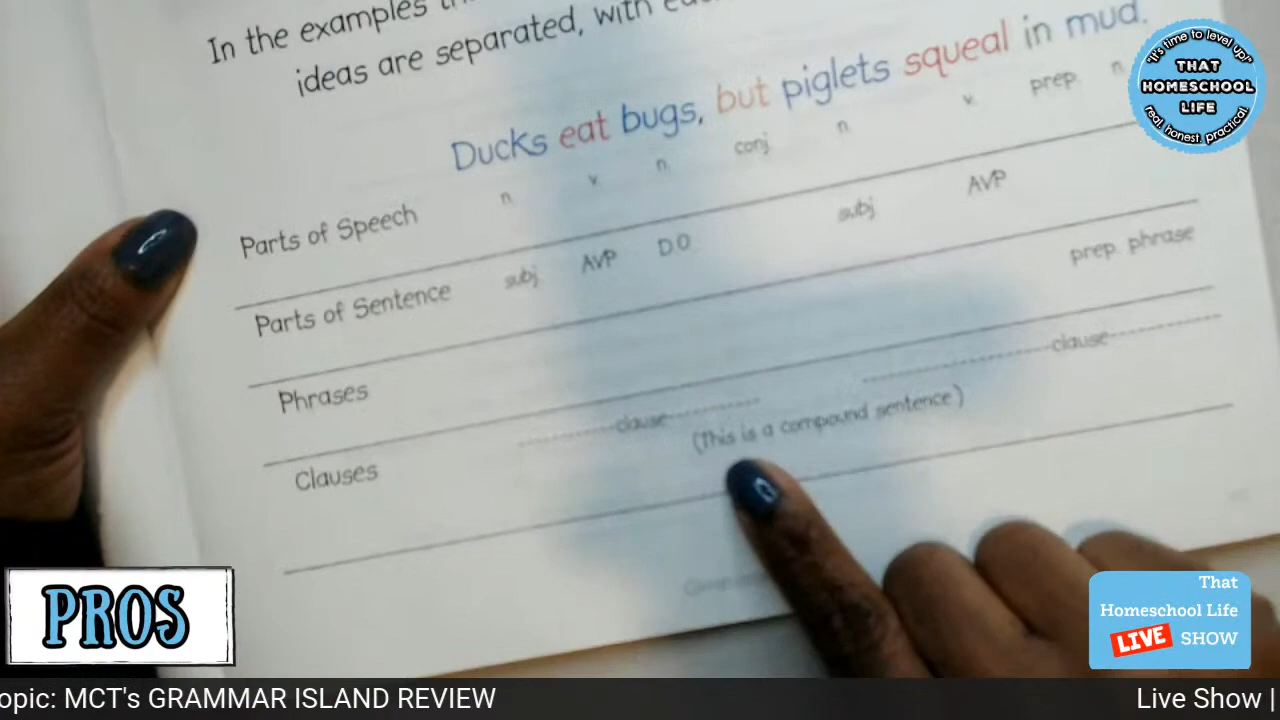 In the examples
ideas are separated, with
Ducks eat bugs, but piglets squeal in mud.
Parts of Speech n. v. n. conj. n. v. prep. n.
Parts of Sentence subj. AVP D.O. subj. AVP
Phrases prep. phrase
Clauses ----------clause---------- ----------clause----------
(This is a compound sentence)
"it's time to level up!"
THAT
HOMESCHOOL
LIFE
real. honest. practical.
PROS
That
Homeschool Life
LIVE SHOW
opic: MCT's GRAMMAR ISLAND REVIEW
Live Show |